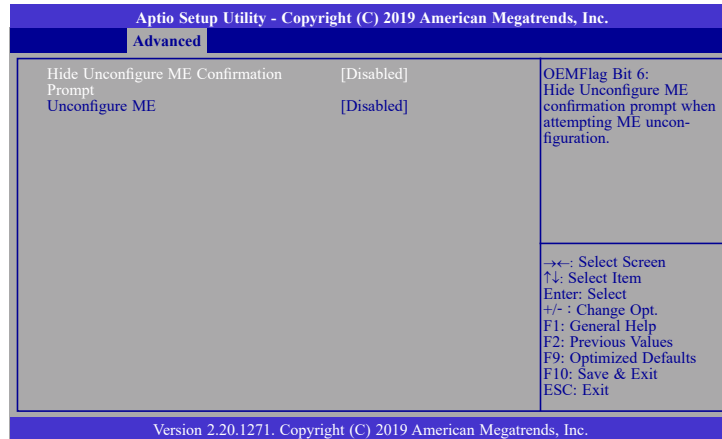 Aptio Setup Utility - Copyright (C) 2019 American Megatrends, Inc.
Advanced
Hide Unconfigure ME Confirmation [Disabled]
Prompt
Unconfigure ME [Disabled]
OEMFlag Bit 6:
Hide Unconfigure ME
confirmation prompt when
attempting ME uncon-
figuration.
→←: Select Screen
↑↓: Select Item
Enter: Select
+/- : Change Opt.
F1: General Help
F2: Previous Values
F9: Optimized Defaults
F10: Save & Exit
ESC: Exit
Version 2.20.1271. Copyright (C) 2019 American Megatrends, Inc.